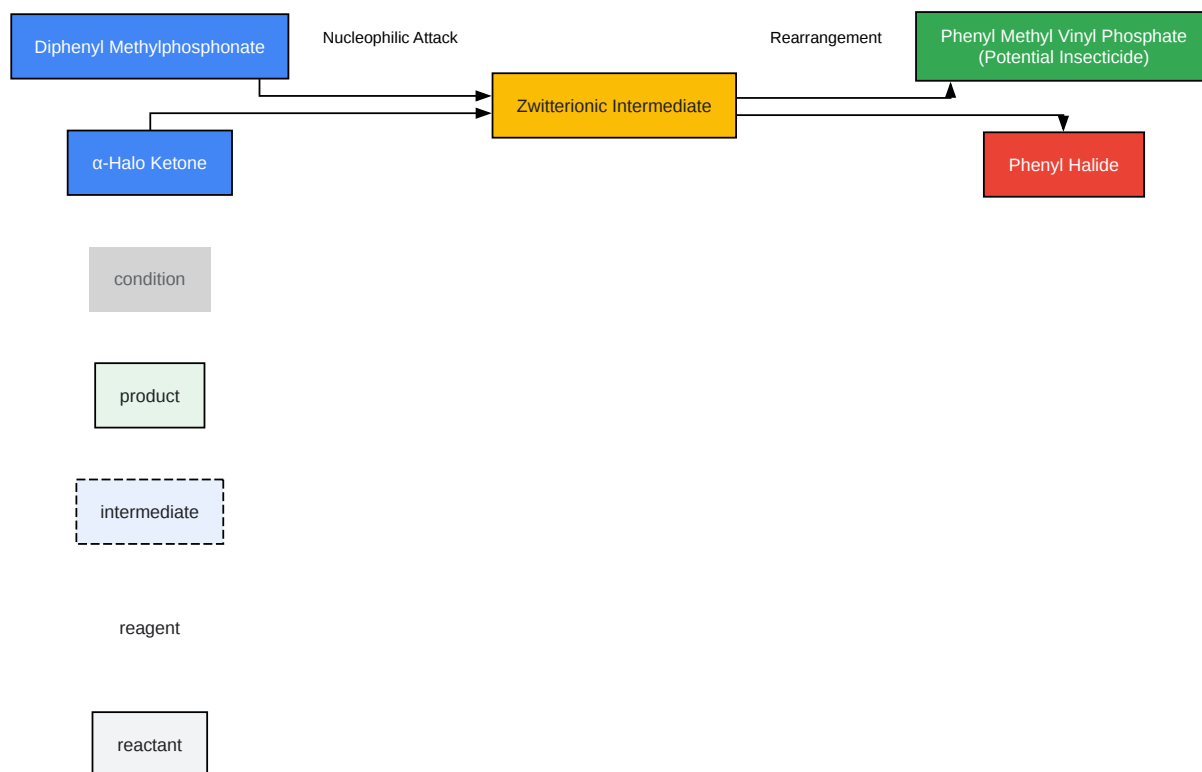 Diphenyl Methylphosphonate
Nucleophilic Attack
Rearrangement
Phenyl Methyl Vinyl Phosphate
(Potential Insecticide)
Zwitterionic Intermediate
α-Halo Ketone
Phenyl Halide
condition
product
intermediate
reagent
reactant